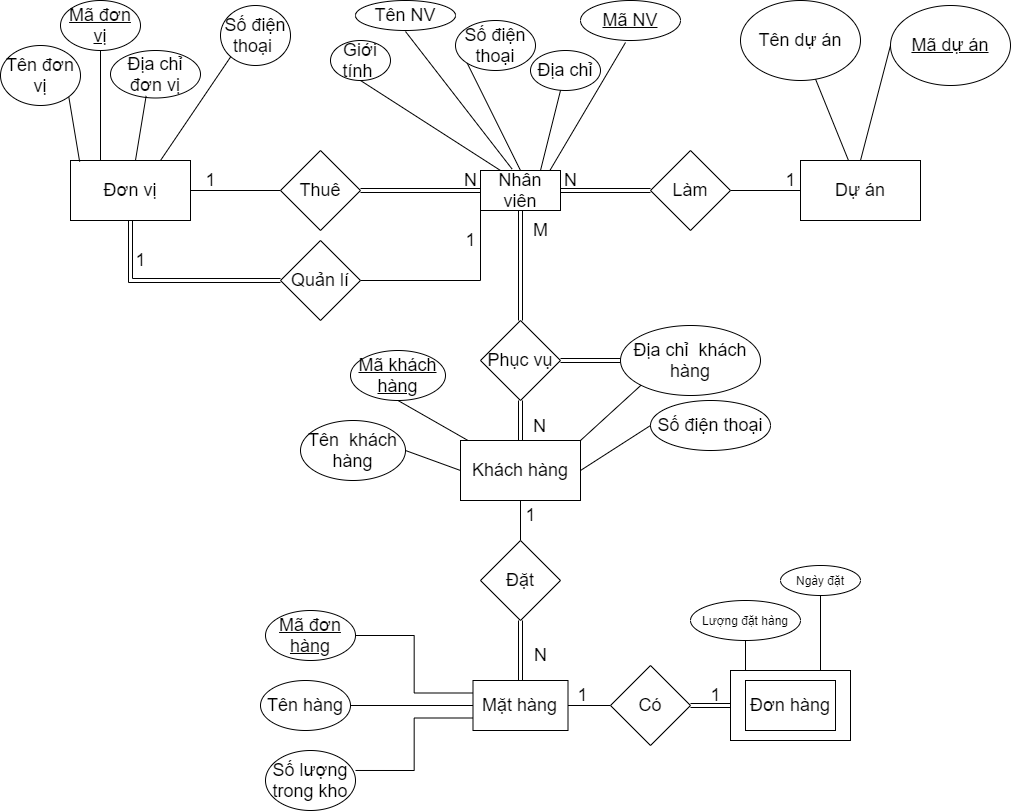 Mã đơn
vị
Số điện
thoại
Tên đơn
vị
Địa chỉ
đơn vị
Tên NV
Giới
tính
Số điện
thoại
Địa chỉ
Mã NV
Tên dự án
Mã dự án
Đơn vị
1
Thuê
N
Nhân
viên
N
Làm
1
Dự án
1
Quản lí
1
M
Phục vụ
Địa chỉ khách
hàng
Mã khách
hàng
N
Số điện thoại
Tên khách
hàng
Khách hàng
1
Đặt
N
Ngày đặt
Lượng đặt hàng
Mã đơn
hàng
Tên hàng
Số lượng
trong kho
Mặt hàng
1
Có
1
Đơn hàng